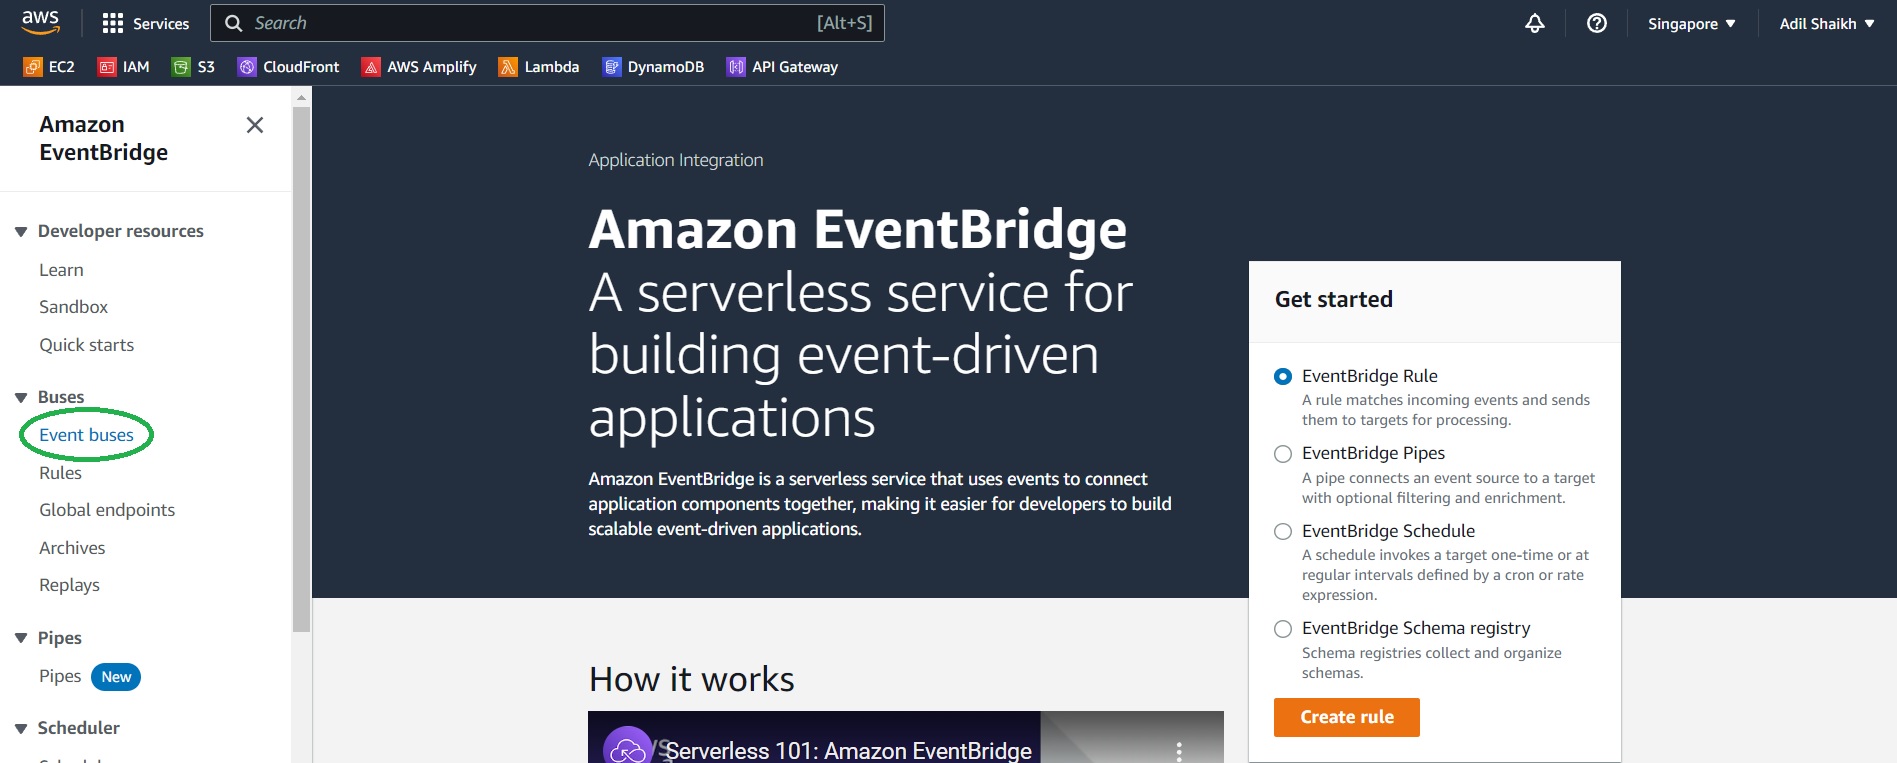 aws
Services
Search
[Alt+S]
Singapore
Adil Shaikh
EC2
IAM
S3
CloudFront
AWS Amplify
Lambda
DynamoDB
API Gateway
Amazon
EventBridge
Developer resources
Learn
Sandbox
Quick starts
Buses
Event buses
Rules
Global endpoints
Archives
Replays
Pipes
Pipes New
Scheduler
Application Integration
Amazon EventBridge
A serverless service for
building event-driven
applications
Amazon EventBridge is a serverless service that uses events to connect
application components together, making it easier for developers to build
scalable event-driven applications.
Get started
EventBridge Rule
A rule matches incoming events and sends
them to targets for processing.
EventBridge Pipes
A pipe connects an event source to a target
with optional filtering and enrichment.
EventBridge Schedule
A schedule invokes a target one-time or at
regular intervals defined by a cron or rate
expression.
EventBridge Schema registry
Schema registries collect and organize
schemas.
Create rule
How it works
Serverless 101: Amazon EventBridge